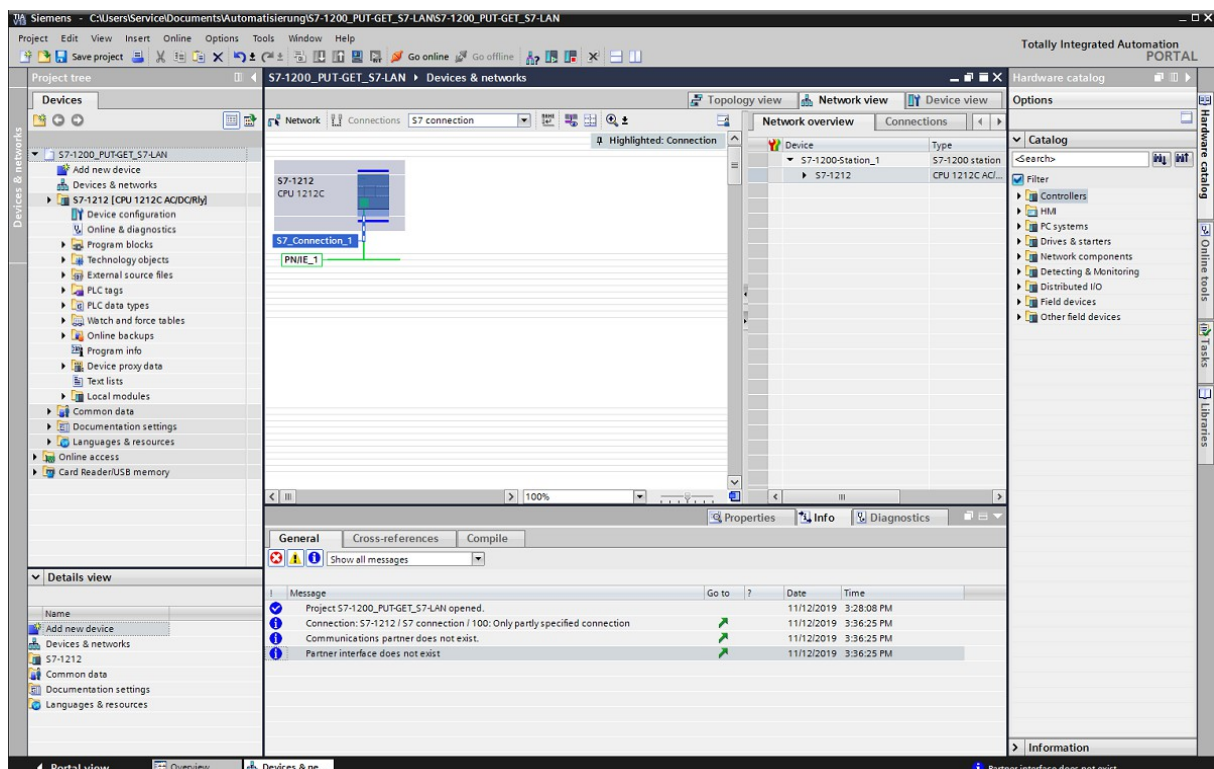 Siemens - C:\Users\Service\Documents\Automatisierung\S7-1200_PUT-GET_S7-LAN\S7-1200_PUT-GET_S7-LAN
Project Edit View Insert Online Options Tools Window Help
Totally Integrated Automation
PORTAL
Save project Go online Go offline
Project tree
S7-1200_PUT-GET_S7-LAN Devices & networks
Hardware catalog
Devices
Topology view Network view Device view
Options
Network Connections S7 connection
Network overview Connections
Highlighted: Connection
Catalog
<Search>
Filter
Controllers
HMI
PC systems
Drives & starters
Network components
Detecting & Monitoring
Distributed I/O
Field devices
Other field devices
Device Type
S7-1200-Station_1 S7-1200 station
S7-1212 CPU 1212C AC/...
S7-1200_PUT-GET_S7-LAN
Add new device
Devices & networks
S7-1212 [CPU 1212C AC/DC/Rly]
Device configuration
Online & diagnostics
Program blocks
Technology objects
External source files
PLC tags
PLC data types
Watch and force tables
Online backups
Program info
Device proxy data
Text lists
Local modules
Common data
Documentation settings
Languages & resources
Online access
Card Reader/USB memory
S7-1212
CPU 1212C
S7_Connection_1
PN/IE_1
100%
Properties Info Diagnostics
General Cross-references Compile
Show all messages
! Message Go to ? Date Time
Project S7-1200_PUT-GET_S7-LAN opened. 11/12/2019 3:28:08 PM
Connection: S7-1212 / S7 connection / 100: Only partly specified connection 11/12/2019 3:36:25 PM
Communications partner does not exist. 11/12/2019 3:36:25 PM
Partner interface does not exist 11/12/2019 3:36:25 PM
Details view
Name
Add new device
Devices & networks
S7-1212
Common data
Documentation settings
Languages & resources
Information
Devices & networks
Hardware catalog
Online tools
Tasks
Libraries
Portal view Overview Devices & ne...
Partner interface does not exist